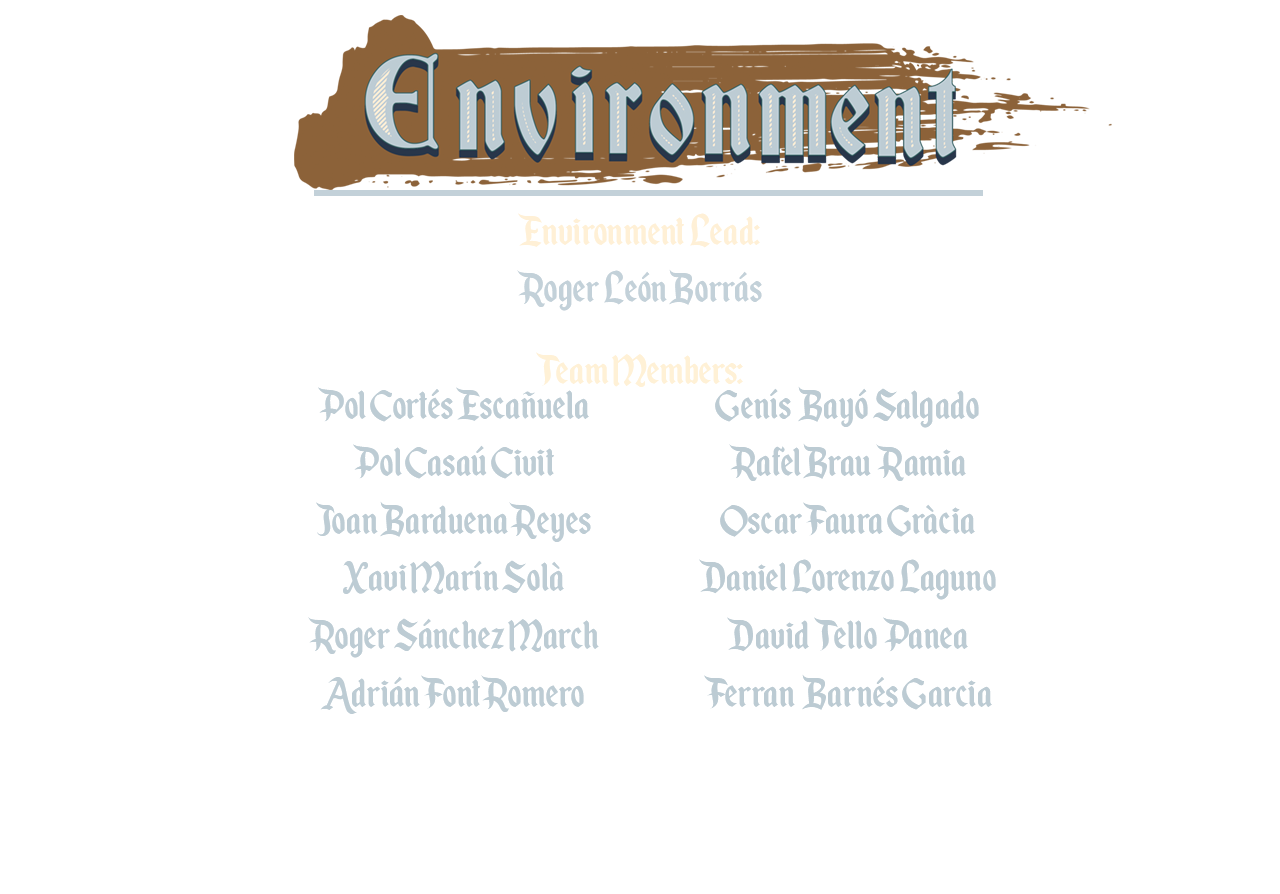 Environment
Environment Lead:
Roger León Borrás
Team Members:
Pol Cortés Escañuela
Genís Bayó Salgado
Pol Casaú Civit
Rafel Brau Ramia
Joan Barduena Reyes
Oscar Faura Gràcia
Xavi Marín Solà
Daniel Lorenzo Laguno
Roger Sánchez March
David Tello Panea
Adrián Font Romero
Ferran Barnés Garcia